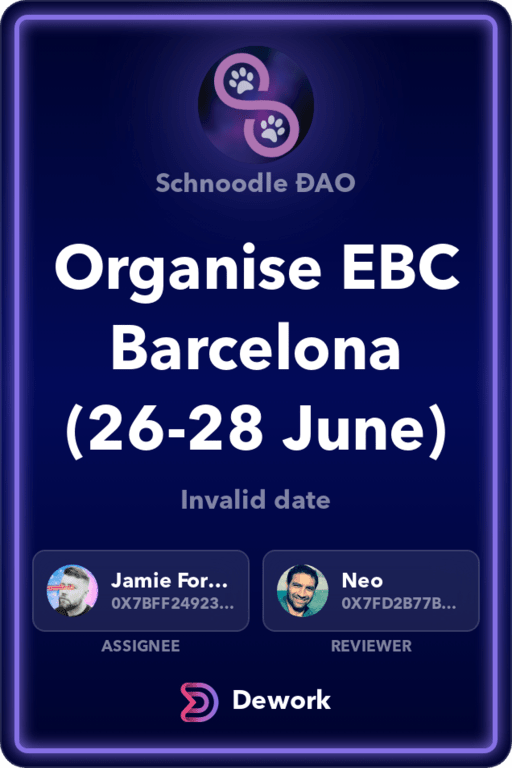 Schnoodle ĐAO
Organise EBC
Barcelona
(26-28 June)
Invalid date
Jamie For...
0X7BFF24923...
ASSIGNEE
Neo
0X7FD2B77B...
REVIEWER
Dework